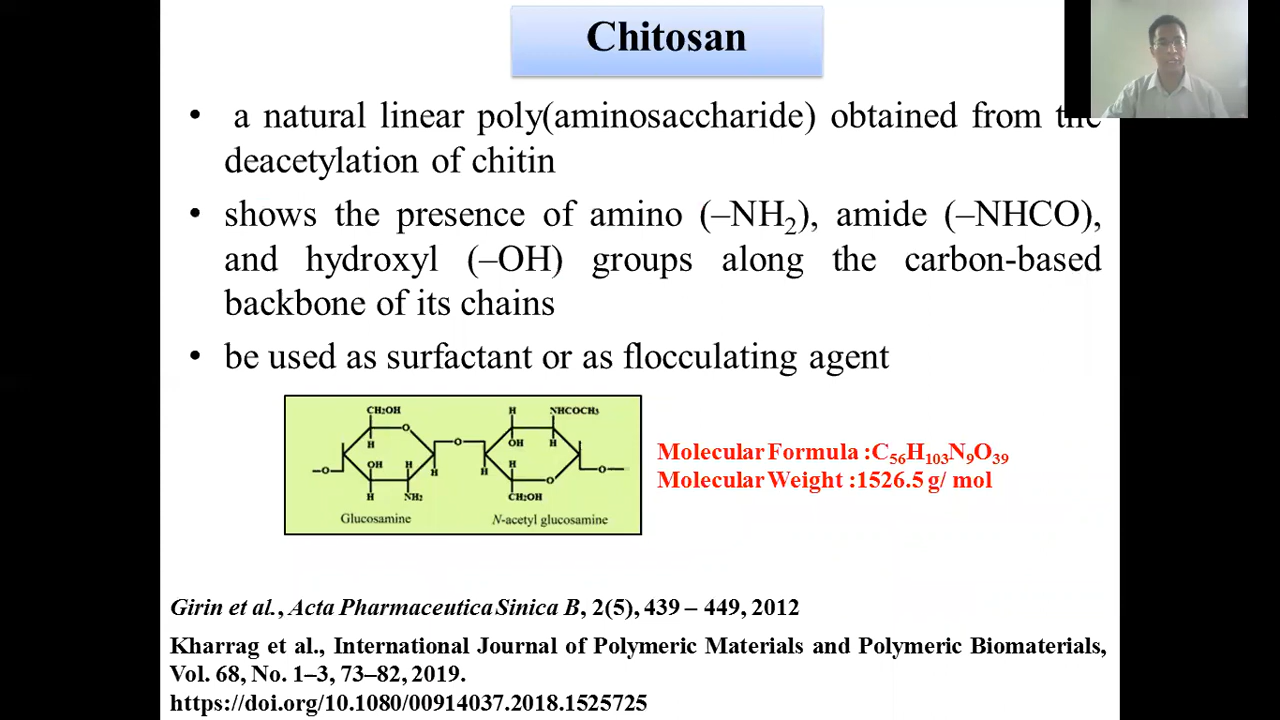 Chitosan
• a natural linear poly(aminosaccharide) obtained from the
deacetylation of chitin
• shows the presence of amino (–NH₂), amide (–NHCO),
and hydroxyl (–OH) groups along the carbon-based
backbone of its chains
• be used as surfactant or as flocculating agent
CH₂OH H NHCOCH₃
O
H OH H
–O OH H H O H H O
H NH₂ CH₂OH O
Glucosamine N-acetyl glucosamine
Molecular Formula :C₅₆H₁₀₃N₉O₃₉
Molecular Weight :1526.5 g/ mol
Girin et al., Acta Pharmaceutica Sinica B, 2(5), 439 – 449, 2012
Kharrag et al., International Journal of Polymeric Materials and Polymeric Biomaterials,
Vol. 68, No. 1–3, 73–82, 2019.
https://doi.org/10.1080/00914037.2018.1525725